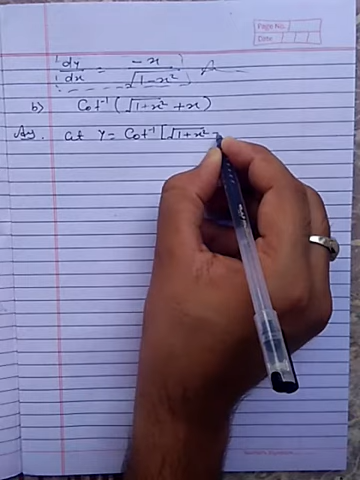 Page No.
Date
dy/dx = -x/√(1-x²)
b) Cot⁻¹ (√(1+x²) + x)
Ans. Let Y = Cot⁻¹ [√(1+x²) -